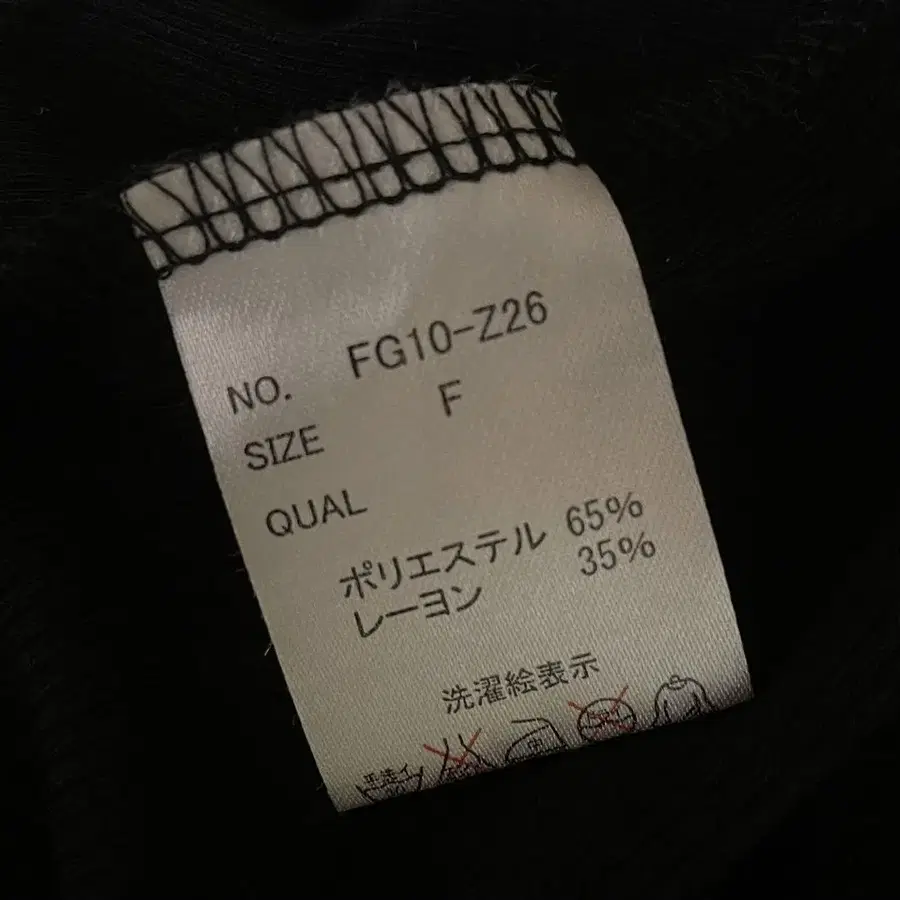 NO. FG10-Z26
SIZE F
QUAL
ポリエステル 65%
レーヨン 35%
洗濯絵表示